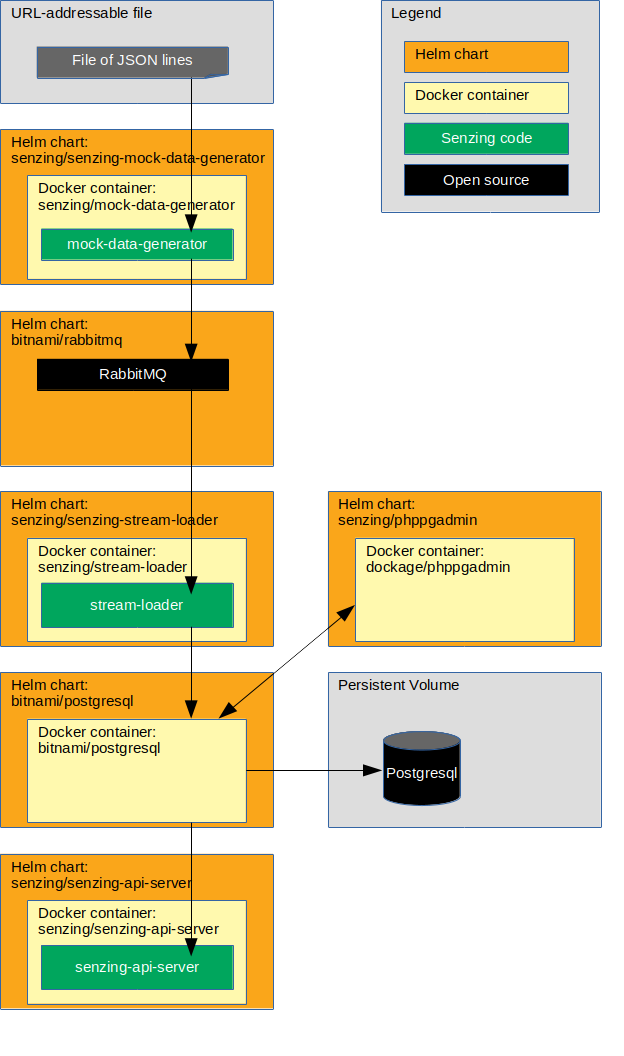 URL-addressable file
File of JSON lines
Legend
Helm chart
Docker container
Senzing code
Open source
Helm chart:
senzing/senzing-mock-data-generator
Docker container:
senzing/mock-data-generator
mock-data-generator
Helm chart:
bitnami/rabbitmq
RabbitMQ
Helm chart:
senzing/senzing-stream-loader
Docker container:
senzing/stream-loader
stream-loader
Helm chart:
senzing/phppgadmin
Docker container:
dockage/phppgadmin
Helm chart:
bitnami/postgresql
Docker container:
bitnami/postgresql
Persistent Volume
Postgresql
Helm chart:
senzing/senzing-api-server
Docker container:
senzing/senzing-api-server
senzing-api-server